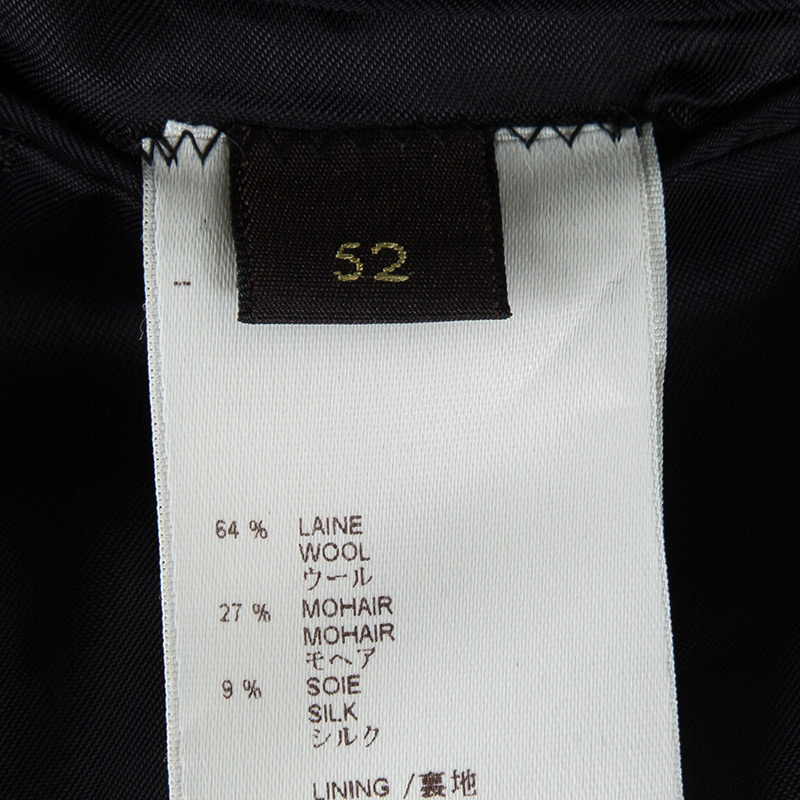 52
64 % LAINE
WOOL
ウール
27 % MOHAIR
MOHAIR
モヘア
9 % SOIE
SILK
シルク
LINING / 裏地